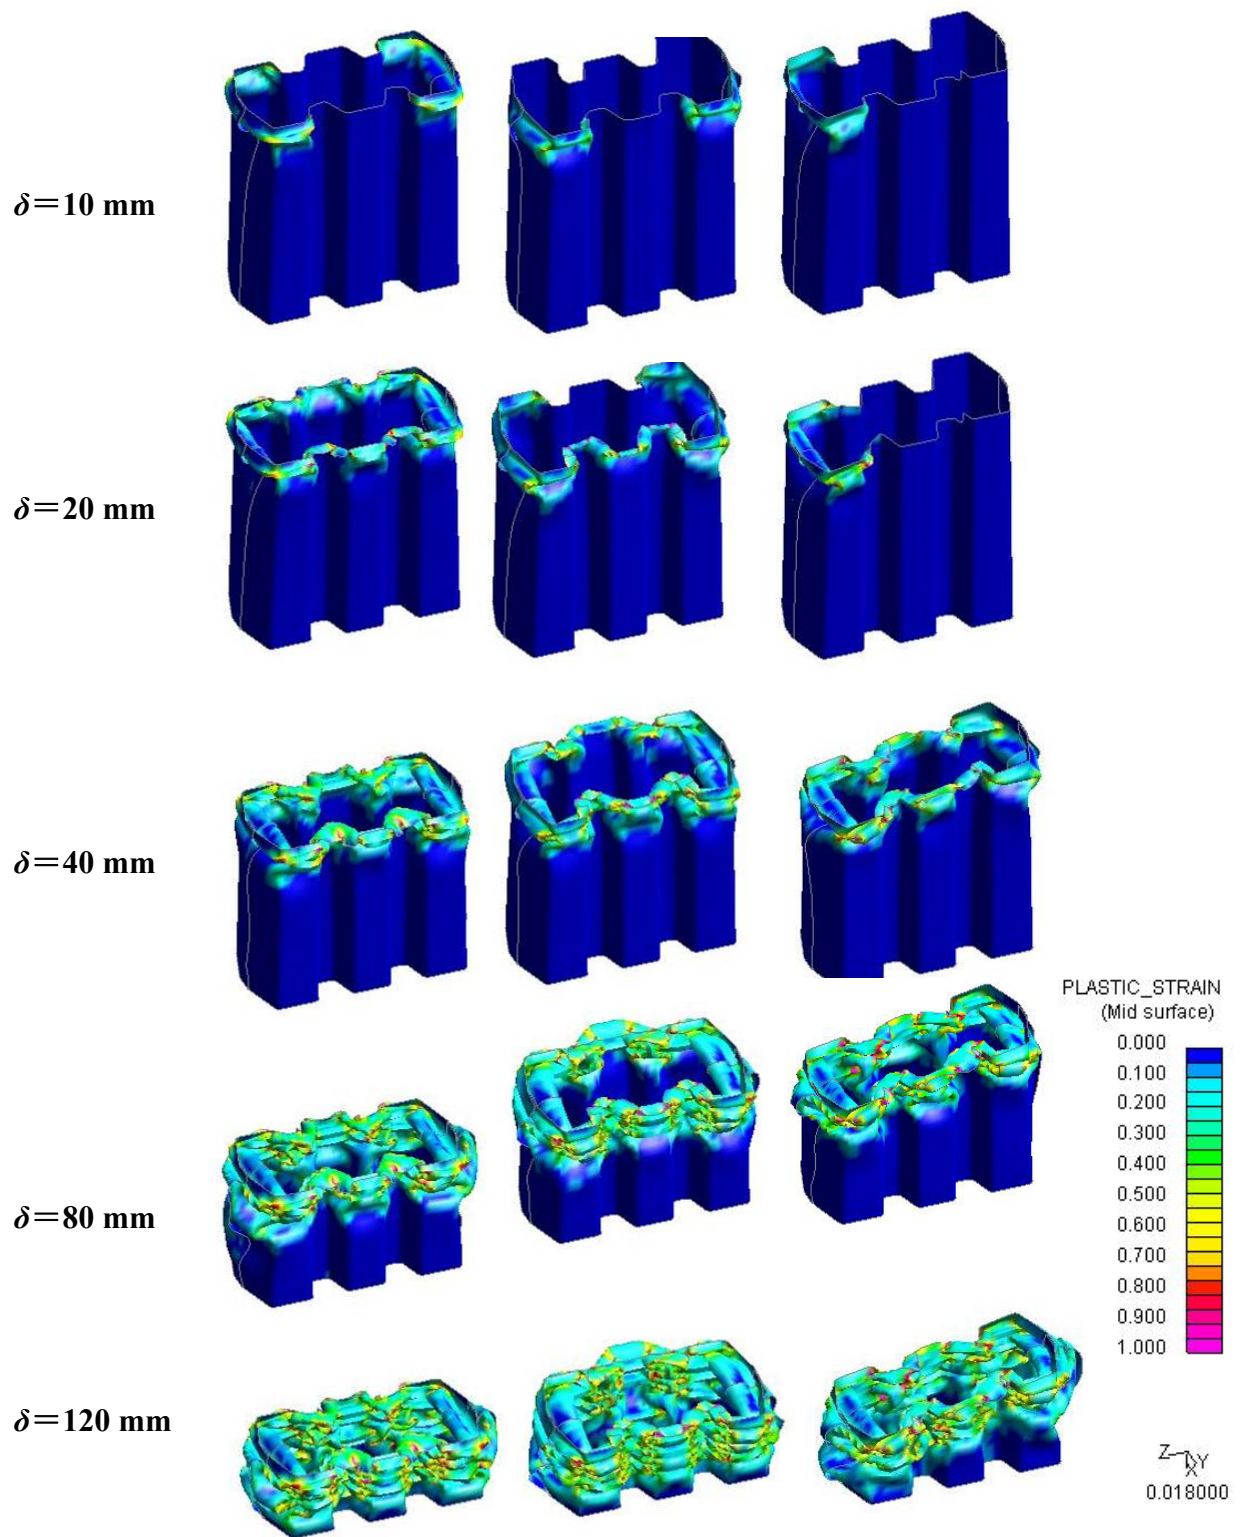 δ＝10 mm
δ＝20 mm
δ＝40 mm
PLASTIC_STRAIN
(Mid surface)
0.000
0.100
0.200
0.300
0.400
0.500
0.600
0.700
0.800
0.900
1.000
δ＝80 mm
δ＝120 mm
Z
Y
X
0.018000